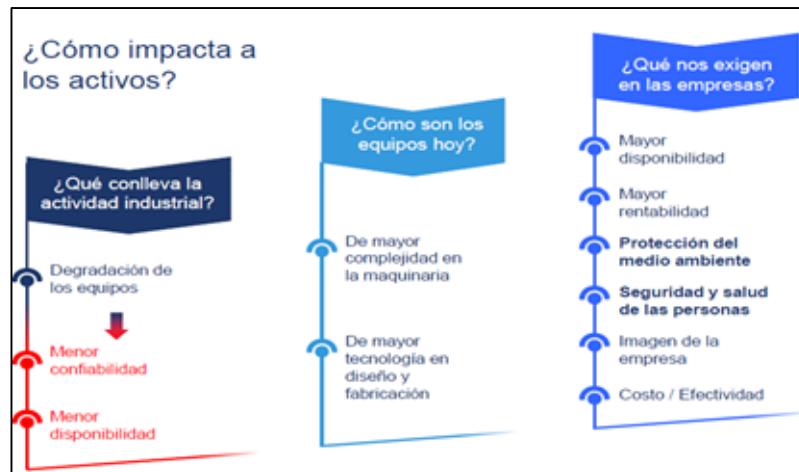 ¿Cómo impacta a
los activos?
¿Qué conlleva la
actividad industrial?
Degradación de
los equipos
Menor
confiabilidad
Menor
disponibilidad
¿Cómo son los
equipos hoy?
De mayor
complejidad en
la maquinaria
De mayor
tecnología en
diseño y
fabricación
¿Qué nos exigen
en las empresas?
Mayor
disponibilidad
Mayor
rentabilidad
Protección del
medio ambiente
Seguridad y salud
de las personas
Imagen de la
empresa
Costo / Efectividad